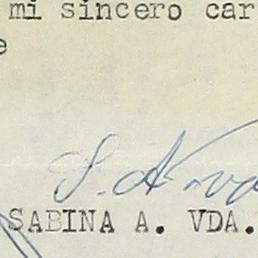 mi sincero car
e
S. A
SABINA A. VDA.